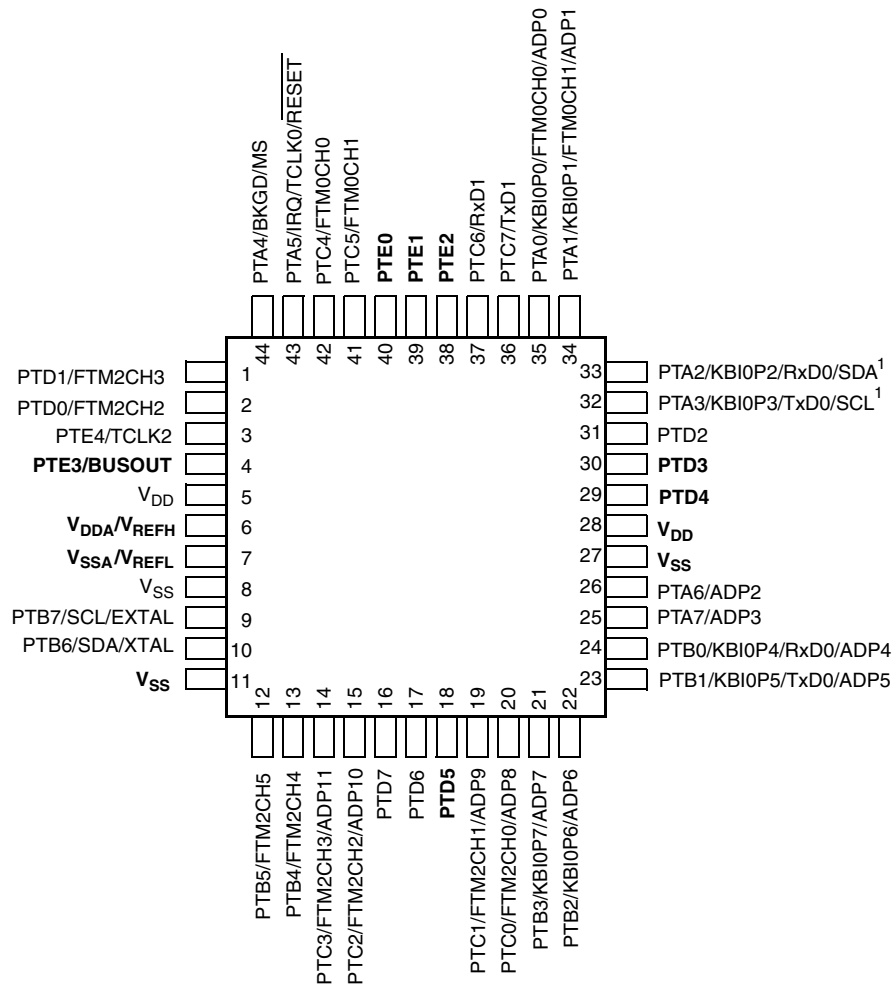 PTA4/BKGD/MS
PTA5/IRQ/TCLK0/RESET
PTC4/FTM0CH0
PTC5/FTM0CH1
PTE0
PTE1
PTE2
PTC6/RxD1
PTC7/TxD1
PTA0/KBI0P0/FTM0CH0/ADP0
PTA1/KBI0P1/FTM0CH1/ADP1
44
43
42
41
40
39
38
37
36
35
34
PTD1/FTM2CH3 1
PTD0/FTM2CH2 2
PTE4/TCLK2 3
PTE3/BUSOUT 4
VDD 5
VDDA/VREFH 6
VSSA/VREFL 7
VSS 8
PTB7/SCL/EXTAL 9
PTB6/SDA/XTAL 10
VSS 11
33 PTA2/KBI0P2/RxD0/SDA1
32 PTA3/KBI0P3/TxD0/SCL1
31 PTD2
30 PTD3
29 PTD4
28 VDD
27 VSS
26 PTA6/ADP2
25 PTA7/ADP3
24 PTB0/KBI0P4/RxD0/ADP4
23 PTB1/KBI0P5/TxD0/ADP5
12
13
14
15
16
17
18
19
20
21
22
PTB5/FTM2CH5
PTB4/FTM2CH4
PTC3/FTM2CH3/ADP11
PTC2/FTM2CH2/ADP10
PTD7
PTD6
PTD5
PTC1/FTM2CH1/ADP9
PTC0/FTM2CH0/ADP8
PTB3/KBI0P7/ADP7
PTB2/KBI0P6/ADP6